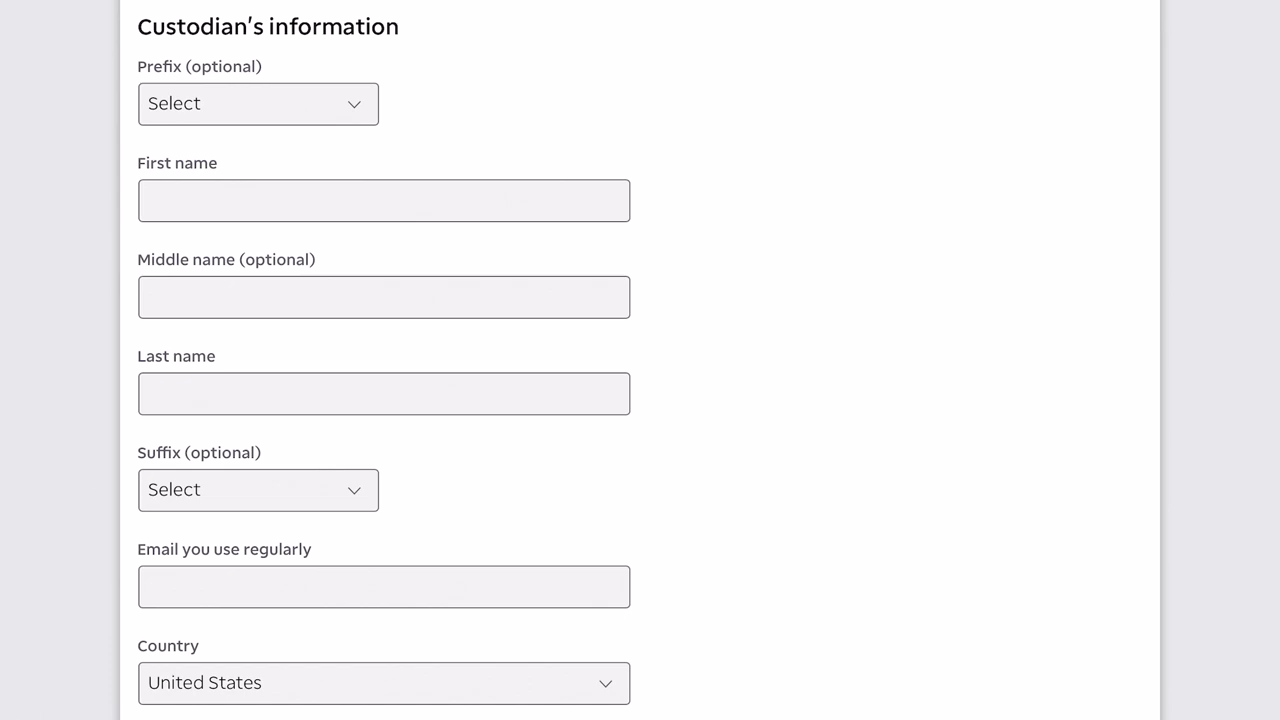 Custodian's information
Prefix (optional)
Select
First name
Middle name (optional)
Last name
Suffix (optional)
Select
Email you use regularly
Country
United States